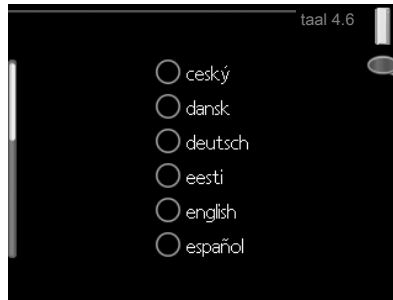 taal 4.6
ceský
dansk
deutsch
eesti
english
español